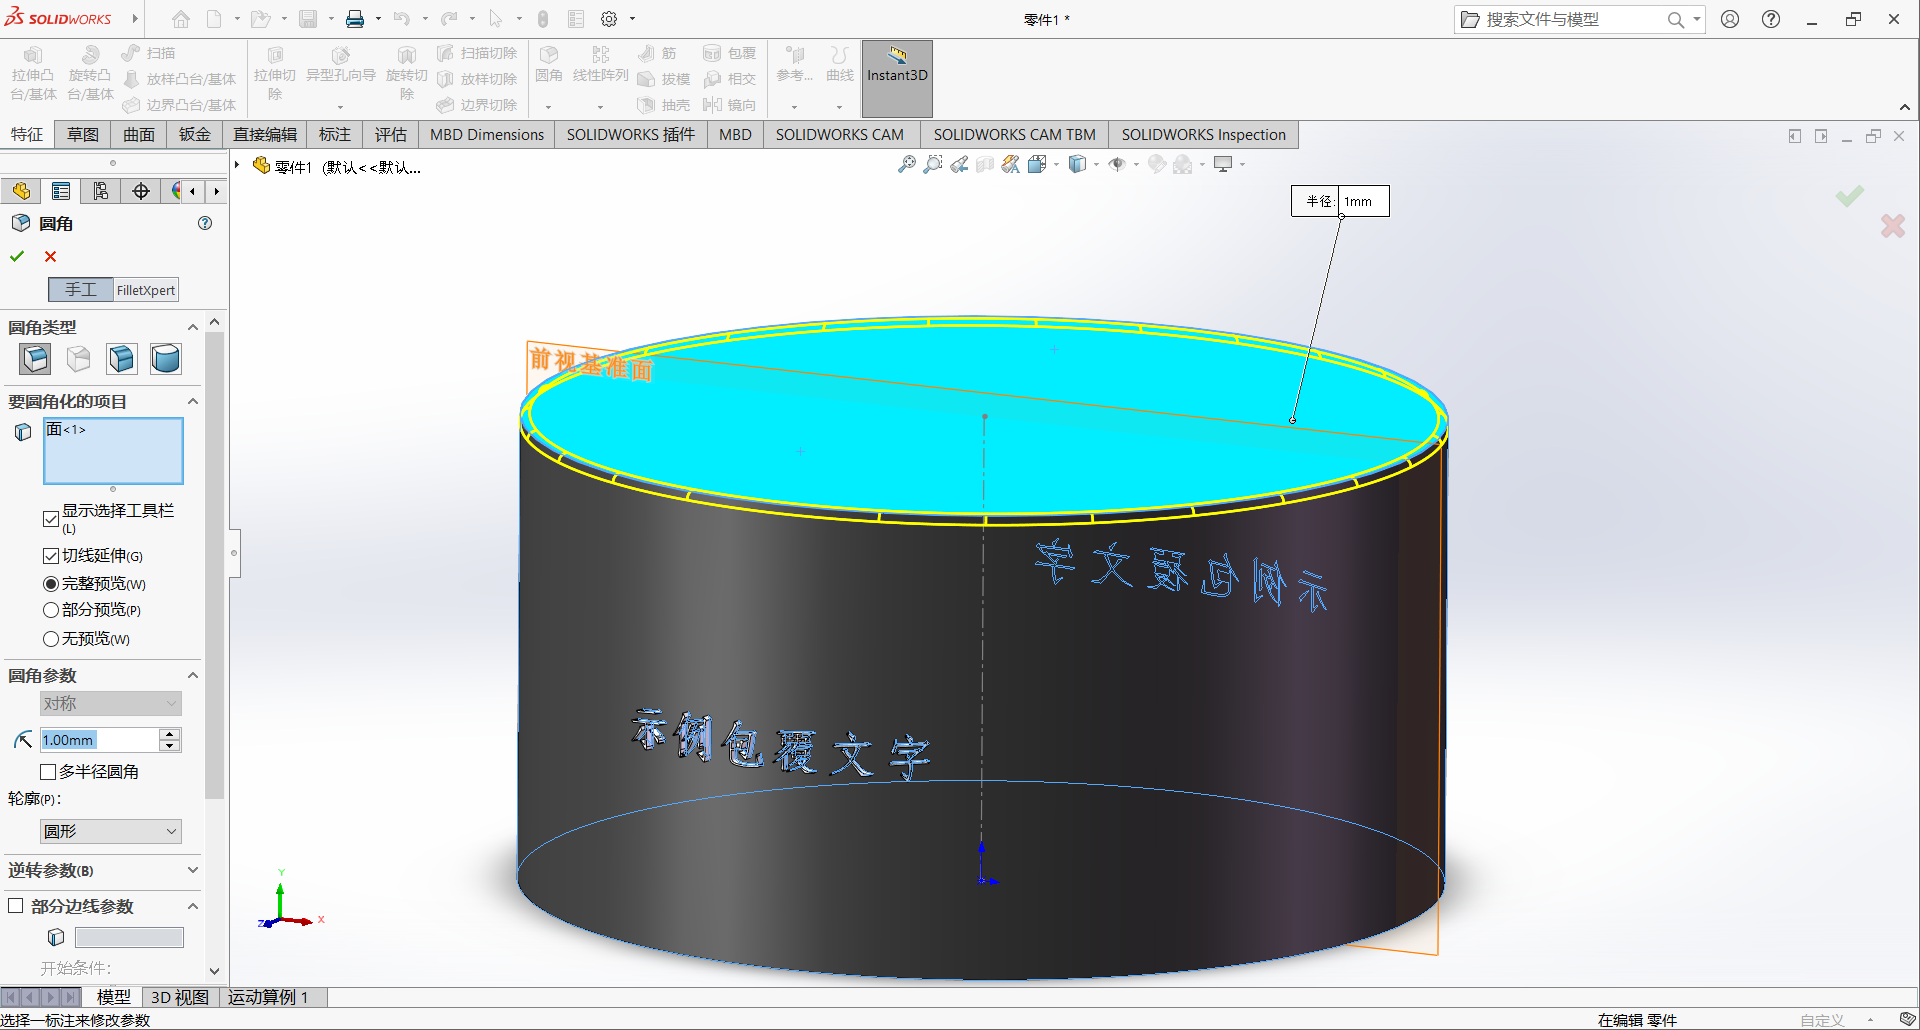 SOLIDWORKS
零件1 *
搜索文件与模型
拉伸凸台/基体
旋转凸台/基体
扫描
放样凸台/基体
边界凸台/基体
拉伸切除
异型孔向导
旋转切除
扫描切除
放样切除
边界切除
圆角
线性阵列
筋
拔模
抽壳
包覆
相交
镜向
参考...
曲线
Instant3D
特征
草图
曲面
钣金
直接编辑
标注
评估
MBD Dimensions
SOLIDWORKS 插件
MBD
SOLIDWORKS CAM
SOLIDWORKS CAM TBM
SOLIDWORKS Inspection
零件1 (默认<<默认...
圆角
手工
FilletXpert
圆角类型
要圆角化的项目
面<1>
显示选择工具栏(L)
切线延伸(G)
完整预览(W)
部分预览(P)
无预览(W)
圆角参数
对称
1.00mm
多半径圆角
轮廓(P):
圆形
逆转参数(B)
部分边线参数
开始条件:
半径: 1mm
前视基准面
示例包覆文字
示例包覆文字
Y
Z
X
模型
3D 视图
运动算例 1
选择一标注来修改参数
在编辑 零件
自定义